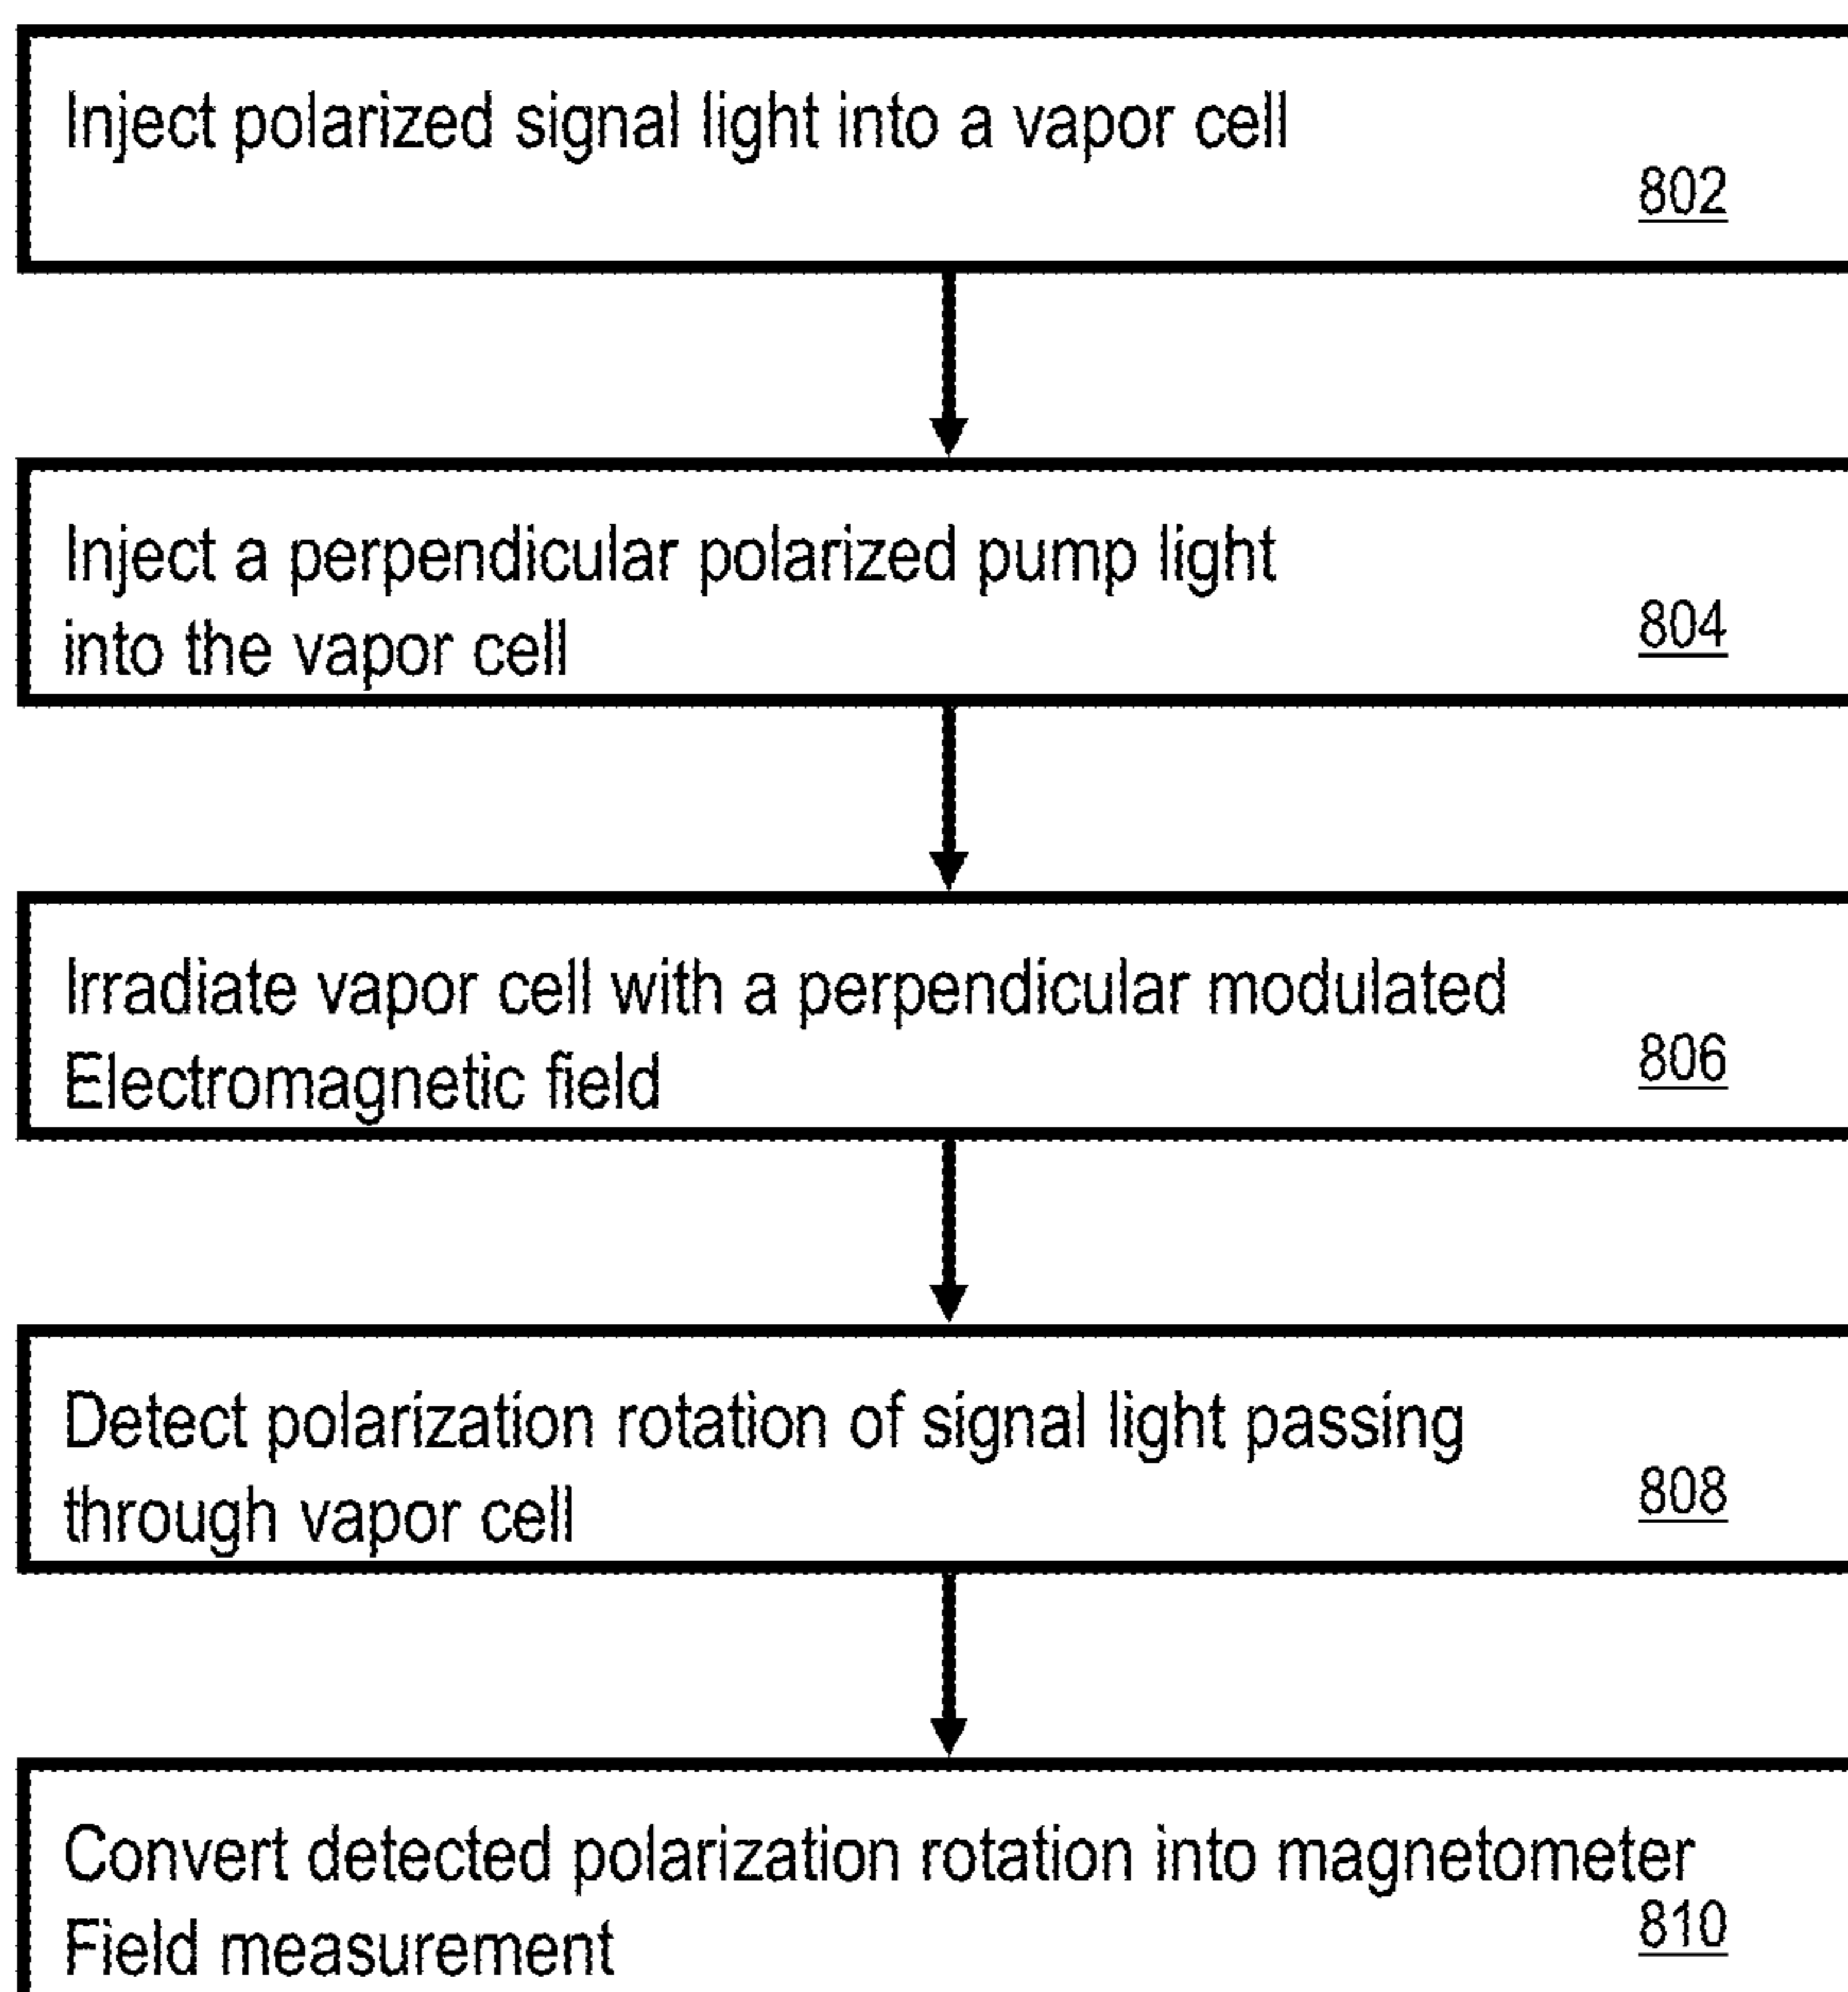 Inject polarized signal light into a vapor cell
802
Inject a perpendicular polarized pump light
into the vapor cell
804
Irradiate vapor cell with a perpendicular modulated
Electromagnetic field
806
Detect polarization rotation of signal light passing
through vapor cell
808
Convert detected polarization rotation into magnetometer
Field measurement
810